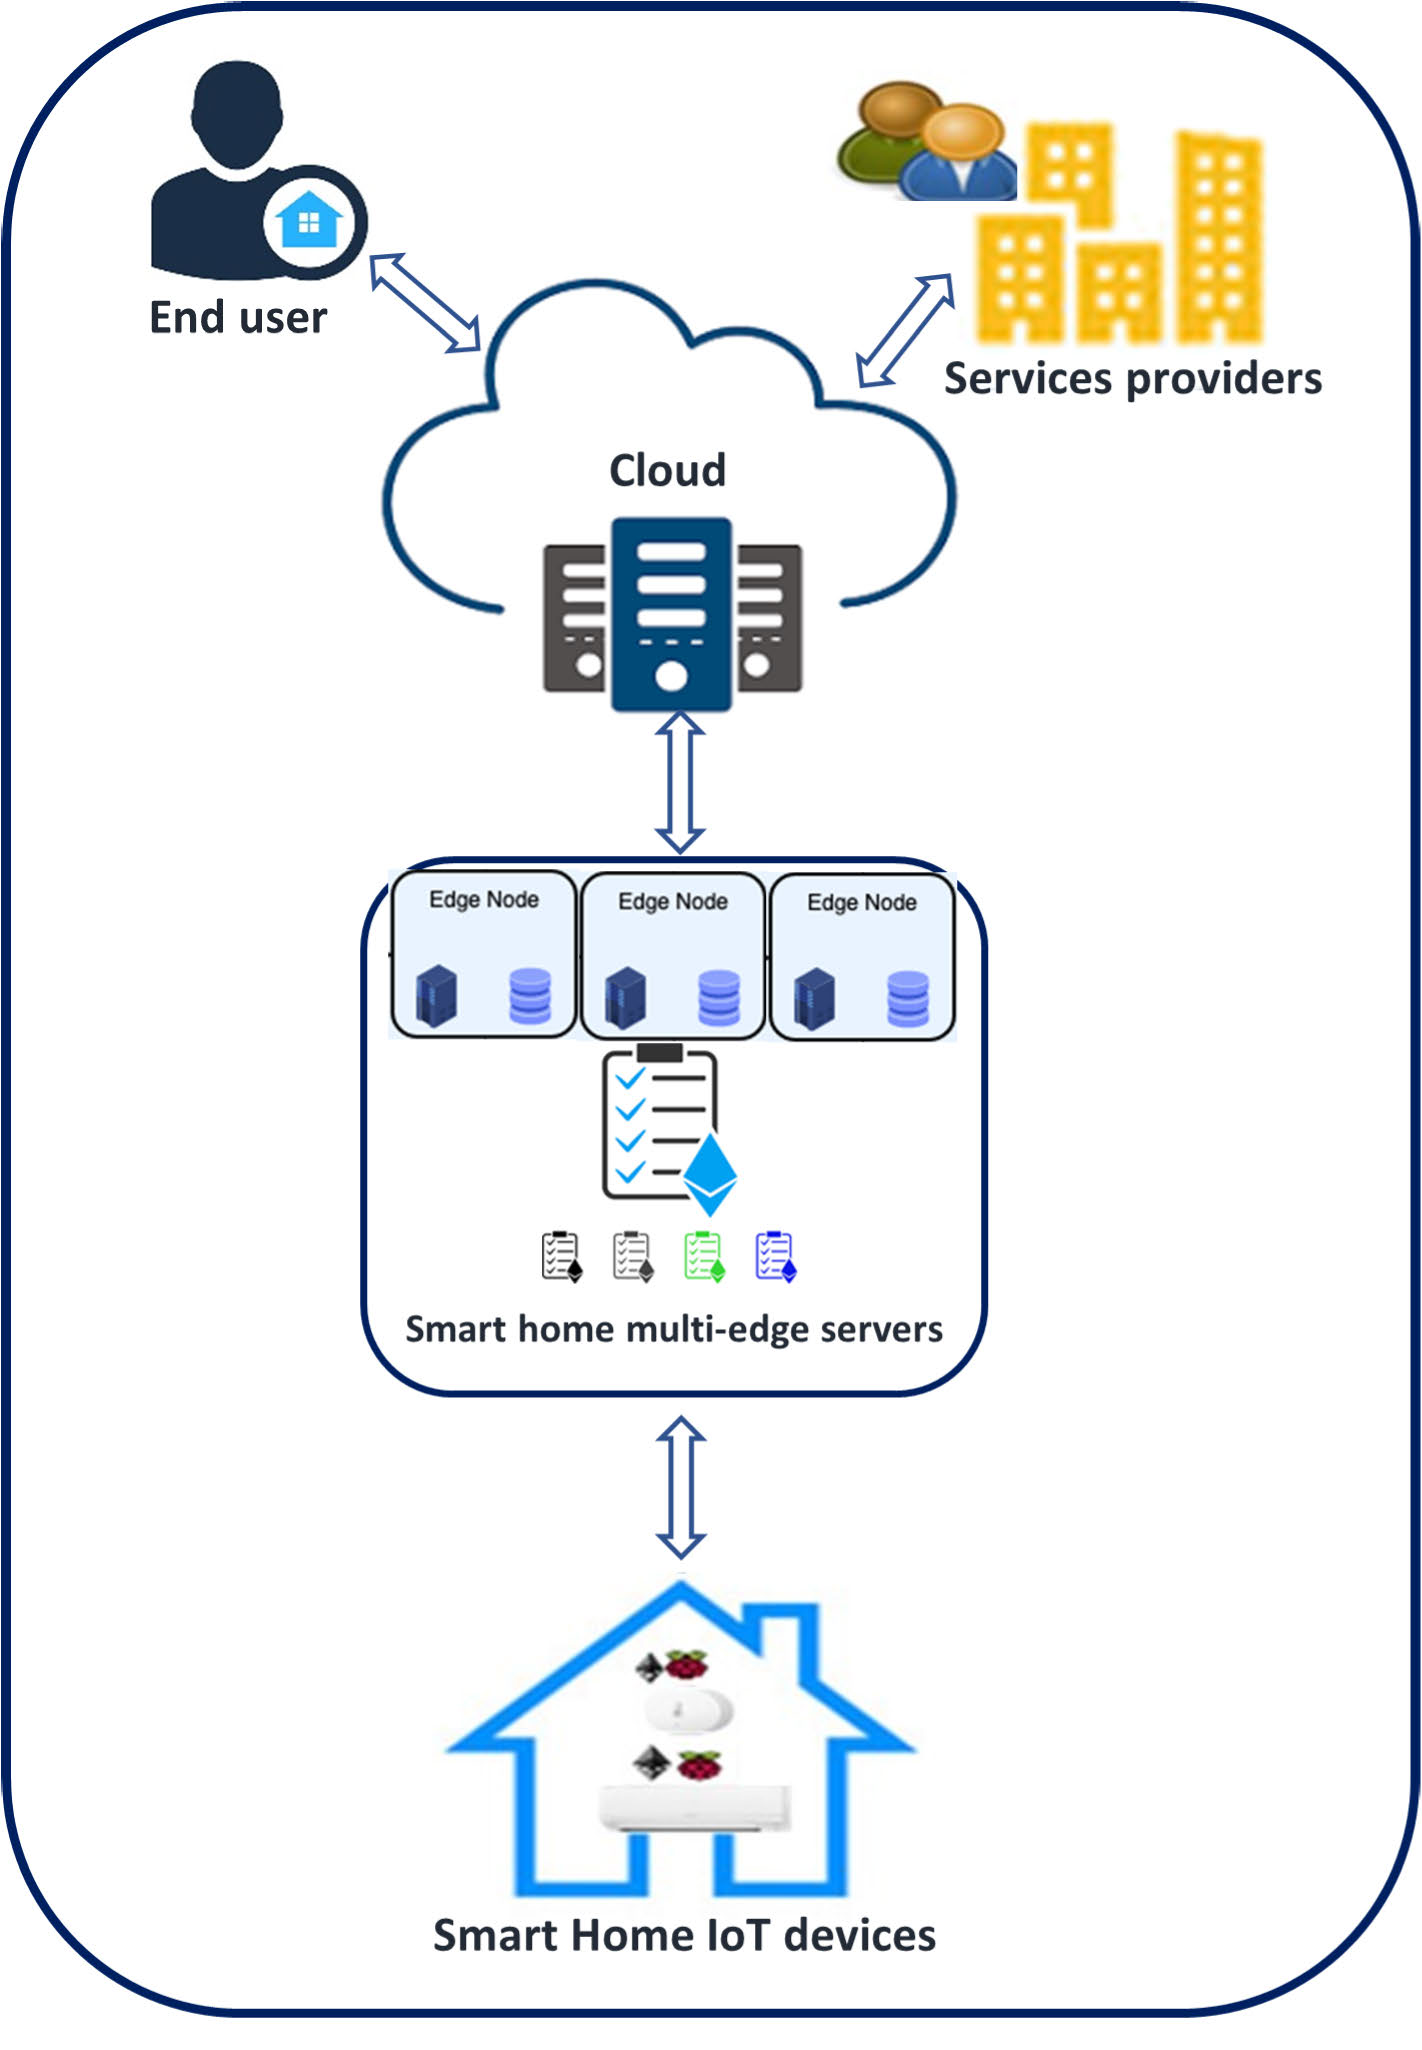 End user
Services providers
Cloud
Edge Node
Edge Node
Edge Node
Smart home multi-edge servers
Smart Home IoT devices